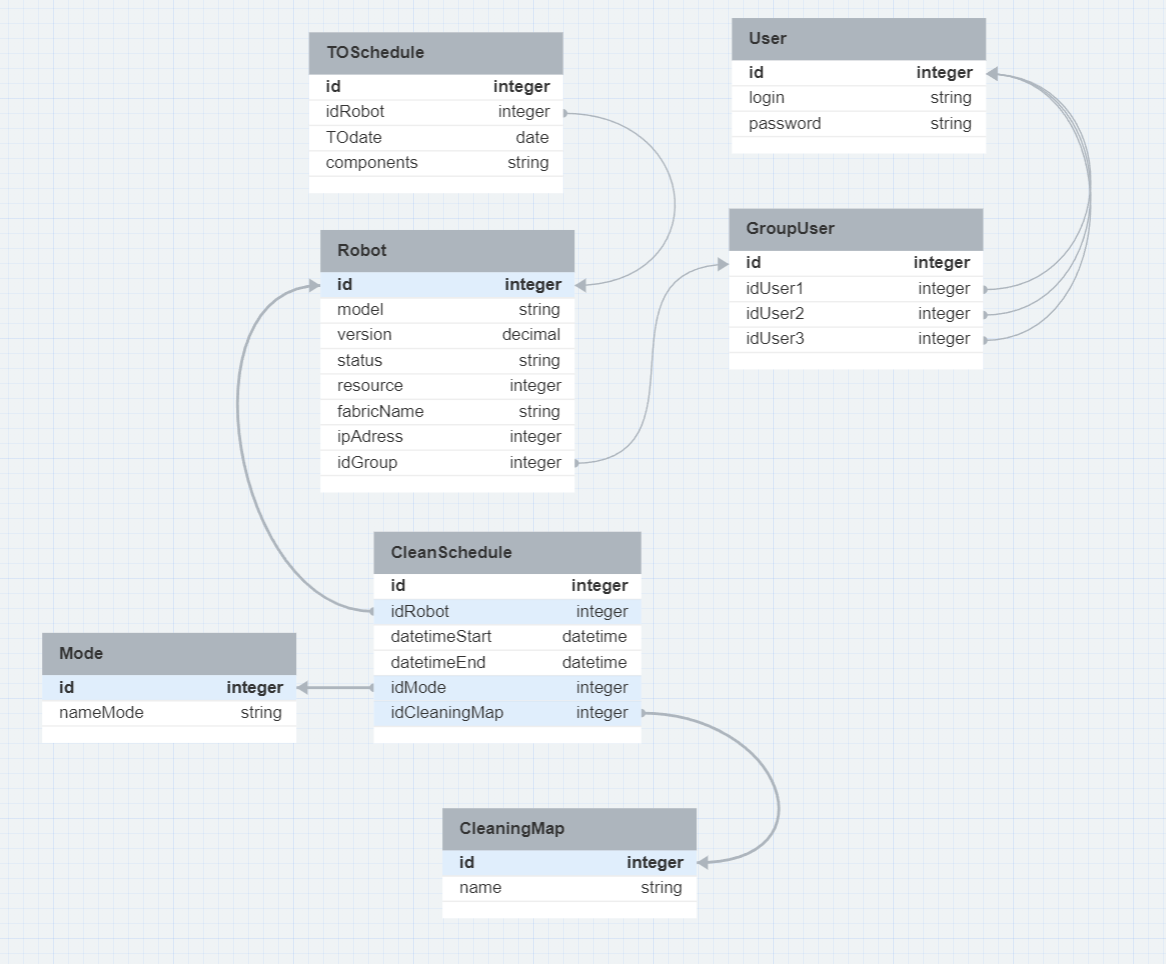 TOSchedule
id integer
idRobot integer
TOdate date
components string
User
id integer
login string
password string
Robot
id integer
model string
version decimal
status string
resource integer
fabricName string
ipAdress integer
idGroup integer
GroupUser
id integer
idUser1 integer
idUser2 integer
idUser3 integer
CleanSchedule
id integer
idRobot integer
datetimeStart datetime
datetimeEnd datetime
idMode integer
idCleaningMap integer
Mode
id integer
nameMode string
CleaningMap
id integer
name string